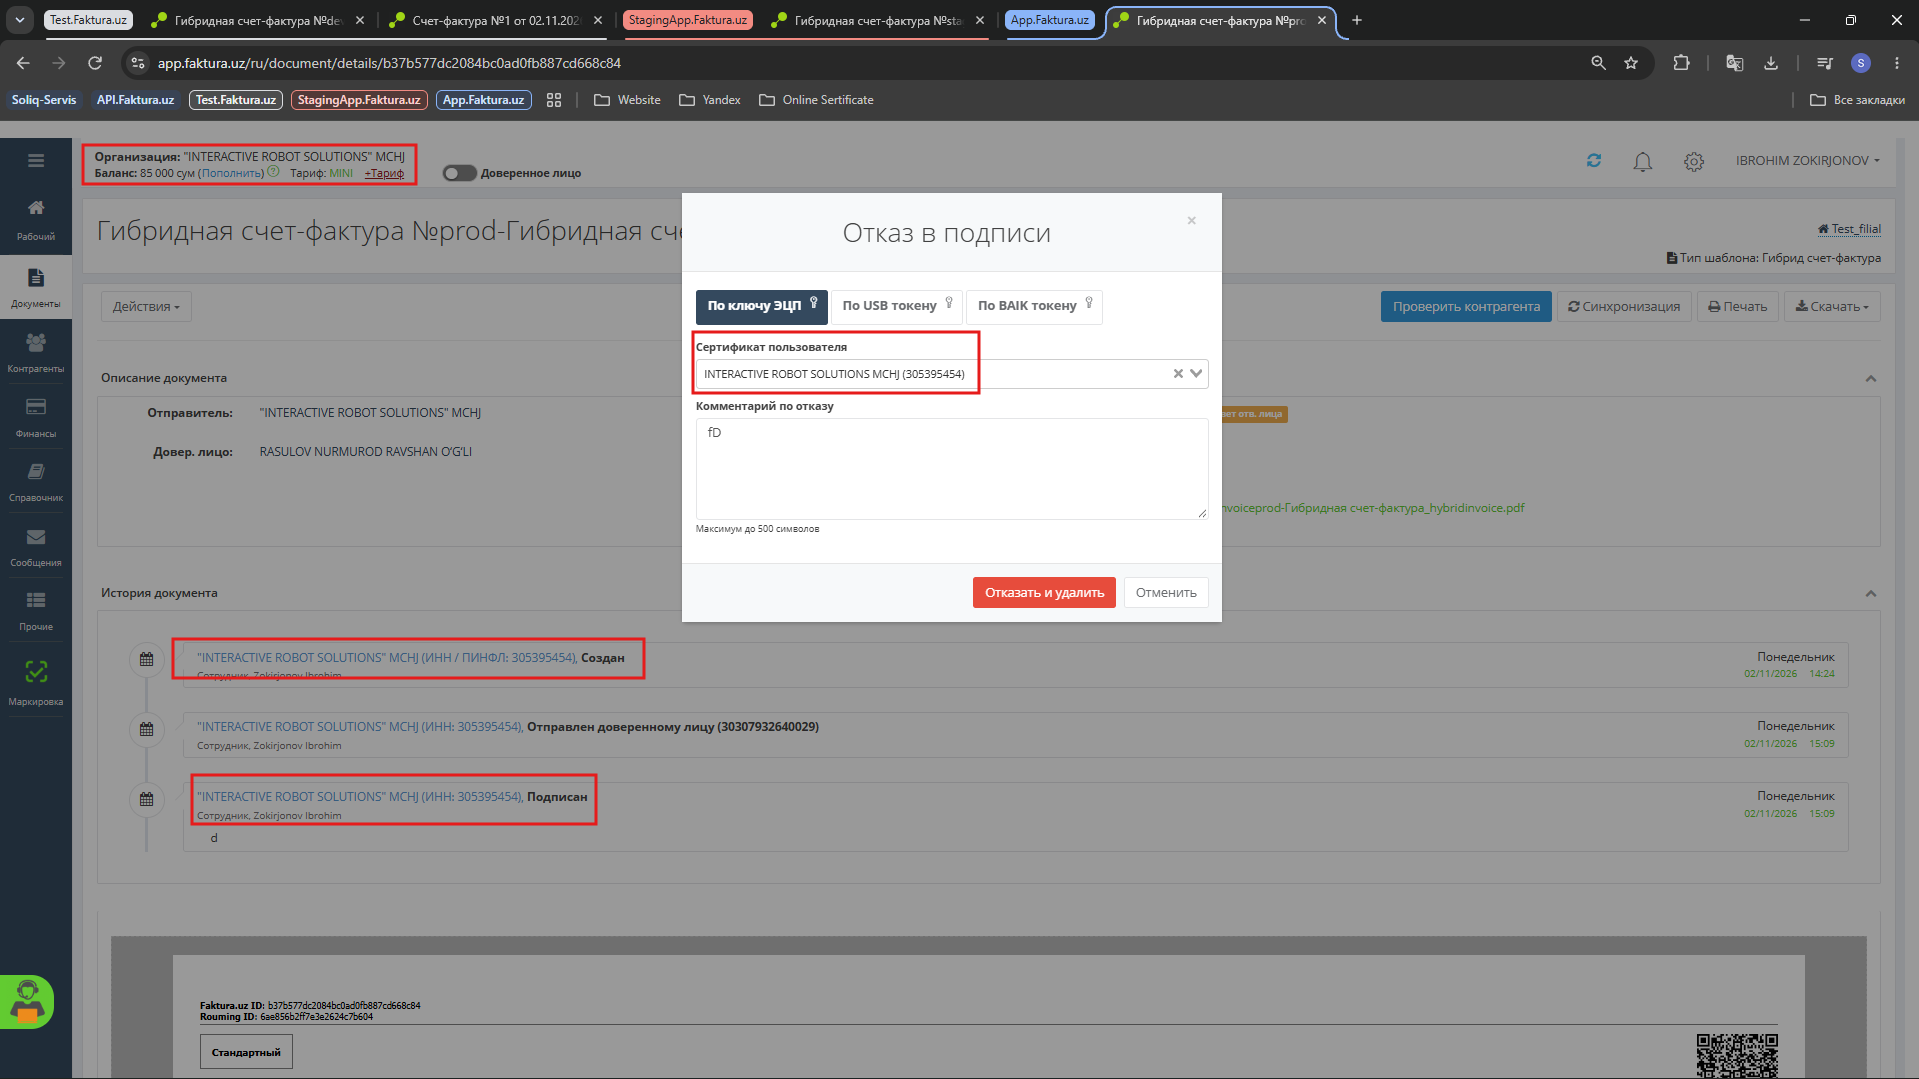 Test.Faktura.uz
Гибридная счет-фактура №dev
Счет-фактура №1 от 02.11.202
StagingApp.Faktura.uz
Гибридная счет-фактура №sta
App.Faktura.uz
Гибридная счет-фактура №pro
app.faktura.uz/ru/document/details/b37b577dc2084bc0ad0fb887cd668c84
S
Soliq-Servis
API.Faktura.uz
Test.Faktura.uz
StagingApp.Faktura.uz
App.Faktura.uz
Website
Yandex
Online Sertificate
Все закладки
Организация: "INTERACTIVE ROBOT SOLUTIONS" MCHJ
Баланс: 85 000 сум (Пополнить) Тариф: MINI +Тариф
Доверенное лицо
IBROHIM ZOKIRJONOV
Рабочий
Документы
Контрагенты
Финансы
Справочник
Сообщения
Прочие
Маркировка
Гибридная счет-фактура №prod-Гибридная сче
Test_filial
Тип шаблона: Гибрид счет-фактура
Действия
Проверить контрагента
Синхронизация
Печать
Скачать
Отказ в подписи
×
По ключу ЭЦП
По USB токену
По BAIK токену
Сертификат пользователя
INTERACTIVE ROBOT SOLUTIONS MCHJ (305395454)
Комментарий по отказу
fD
Максимум до 500 символов
Отказать и удалить
Отменить
Описание документа
Отправитель: "INTERACTIVE ROBOT SOLUTIONS" MCHJ
Довер. лицо: RASULOV NURMUROD RAVSHAN O'G'LI
ет отв. лица
nvoiceprod-Гибридная счет-фактура_hybridinvoice.pdf
История документа
"INTERACTIVE ROBOT SOLUTIONS" MCHJ (ИНН / ПИНФЛ: 305395454), Создан
Сотрудник, Zokirjonov Ibrohim
Понедельник
02/11/2026 14:24
"INTERACTIVE ROBOT SOLUTIONS" MCHJ (ИНН: 305395454), Отправлен доверенному лицу (30307932640029)
Сотрудник, Zokirjonov Ibrohim
Понедельник
02/11/2026 15:09
"INTERACTIVE ROBOT SOLUTIONS" MCHJ (ИНН: 305395454), Подписан
Сотрудник, Zokirjonov Ibrohim
d
Понедельник
02/11/2026 15:09
Faktura.uz ID: b37b577dc2084bc0ad0fb887cd668c84
Rouming ID: 6ae856b2ff7e3e2624c7b604
Стандартный